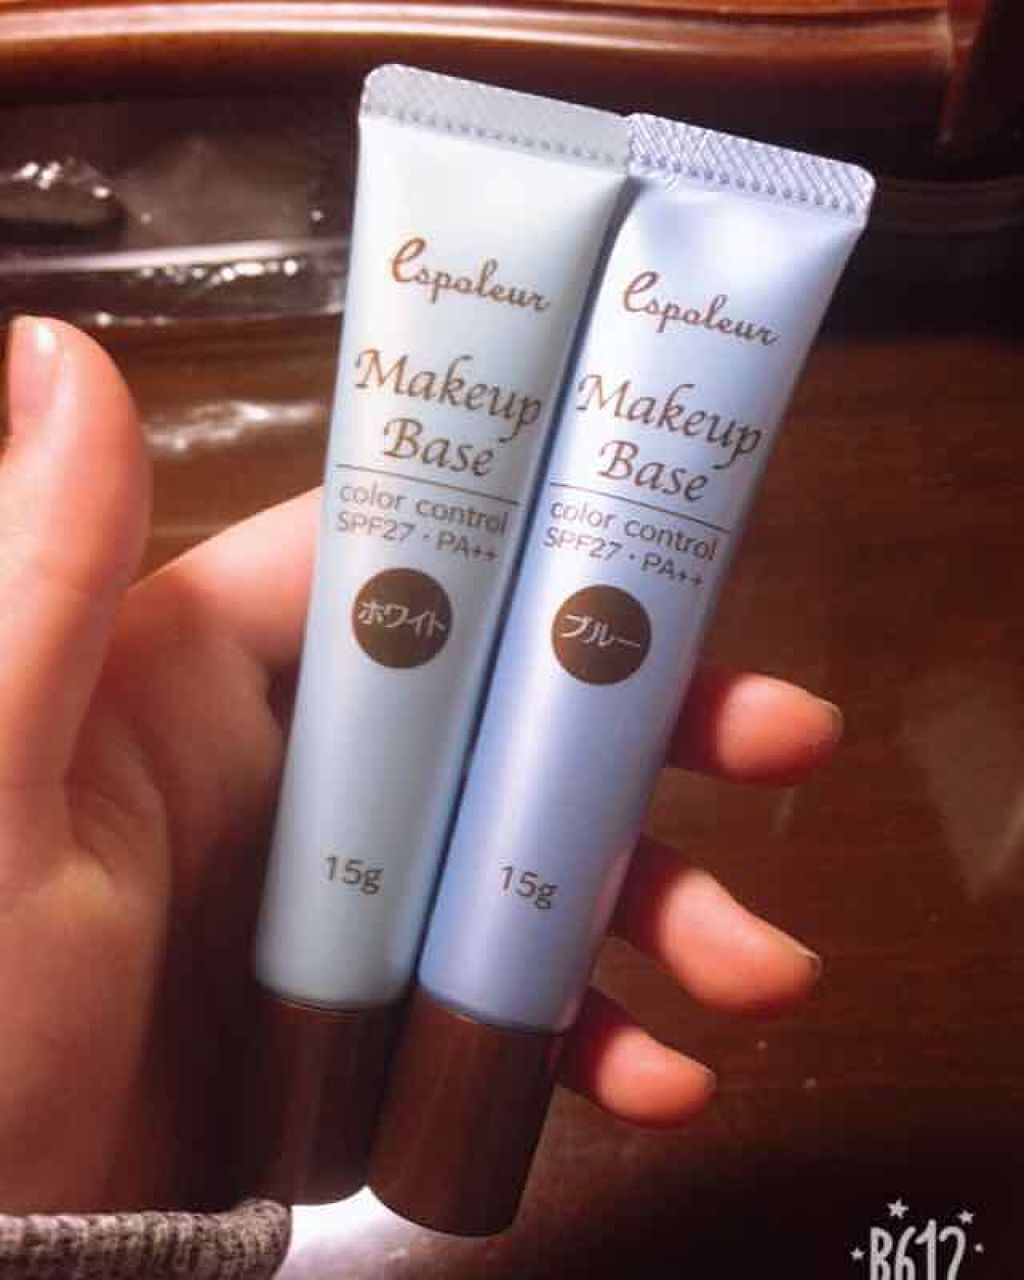 espoleur
Makeup
Base
color control
SPF27・PA++
ホワイト
15g
espoleur
Makeup
Base
color control
SPF27・PA++
ブルー
15g
B612